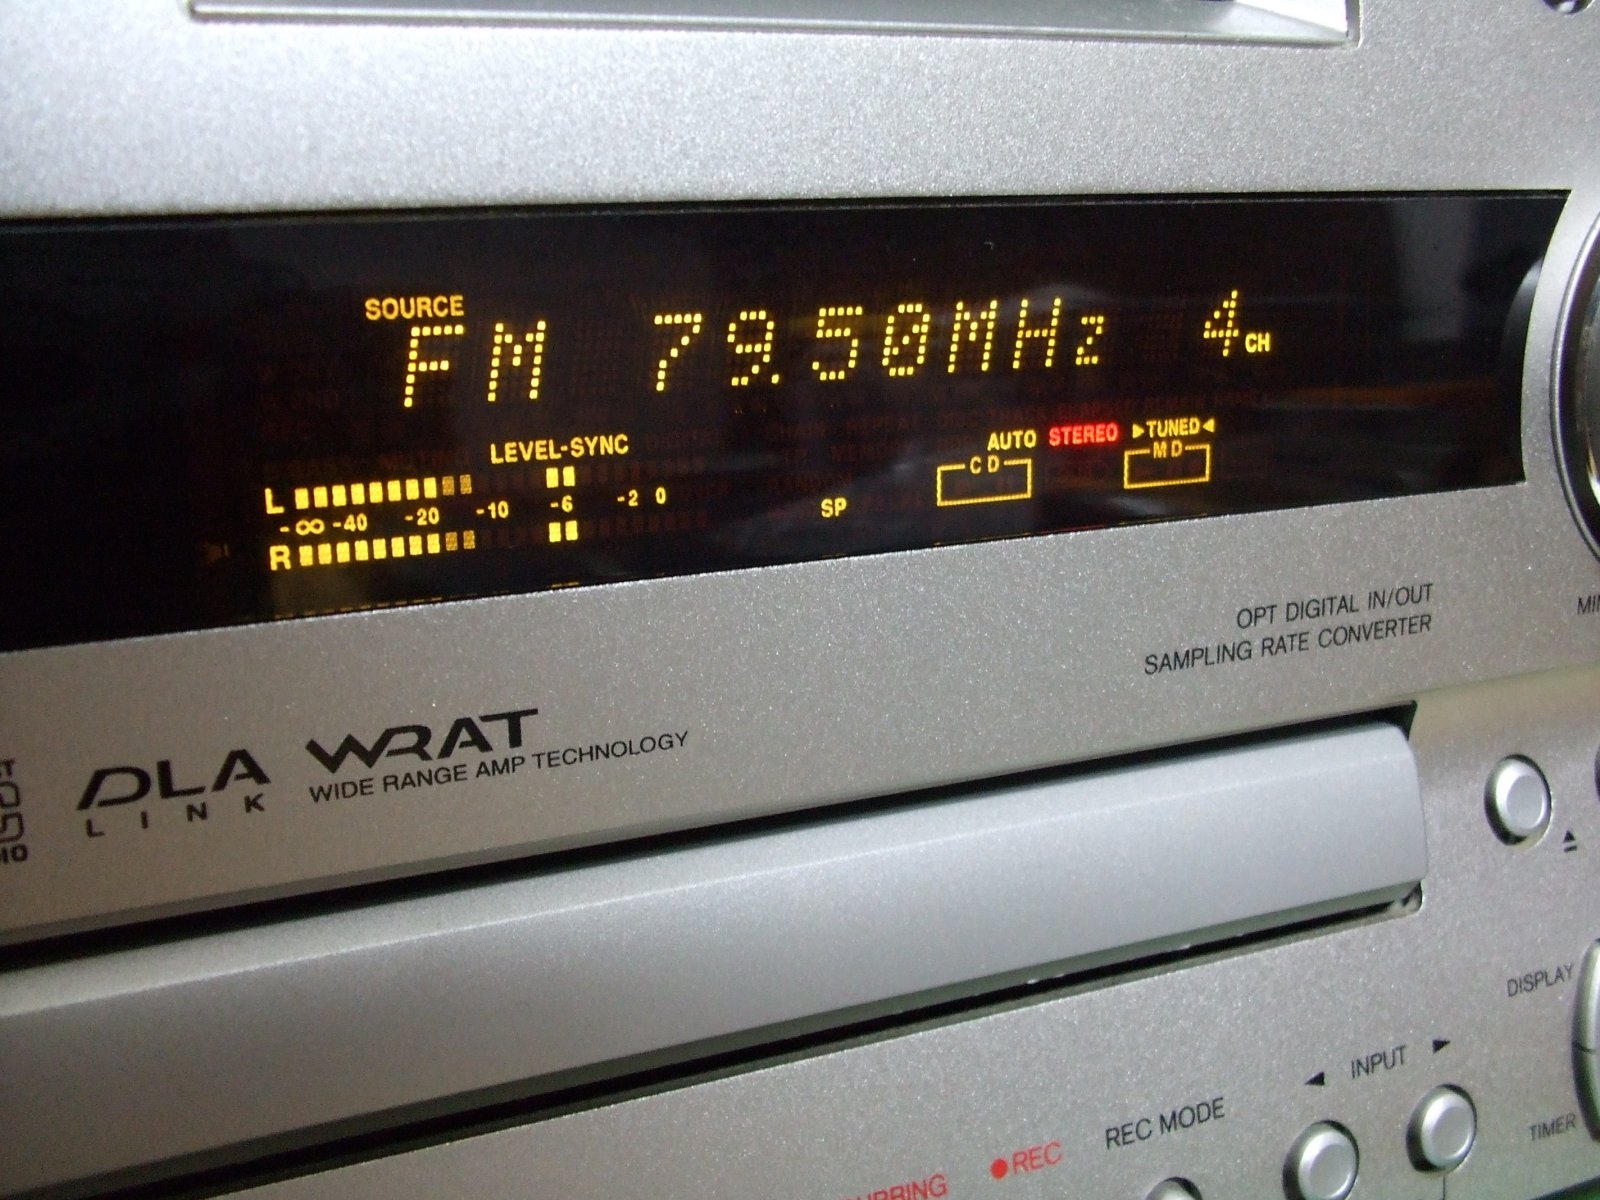 SOURCE
FM 79.50MHz 4 CH
LEVEL-SYNC
AUTO STEREO ►TUNED◄
CD MD
L
-∞ -40 -20 -10 -6 -2 0
SP
R
OPT DIGITAL IN/OUT
SAMPLING RATE CONVERTER
DLA
LINK
WRAT
WIDE RANGE AMP TECHNOLOGY
DISPLAY
◄ INPUT ►
REC MODE
TIMER
●REC